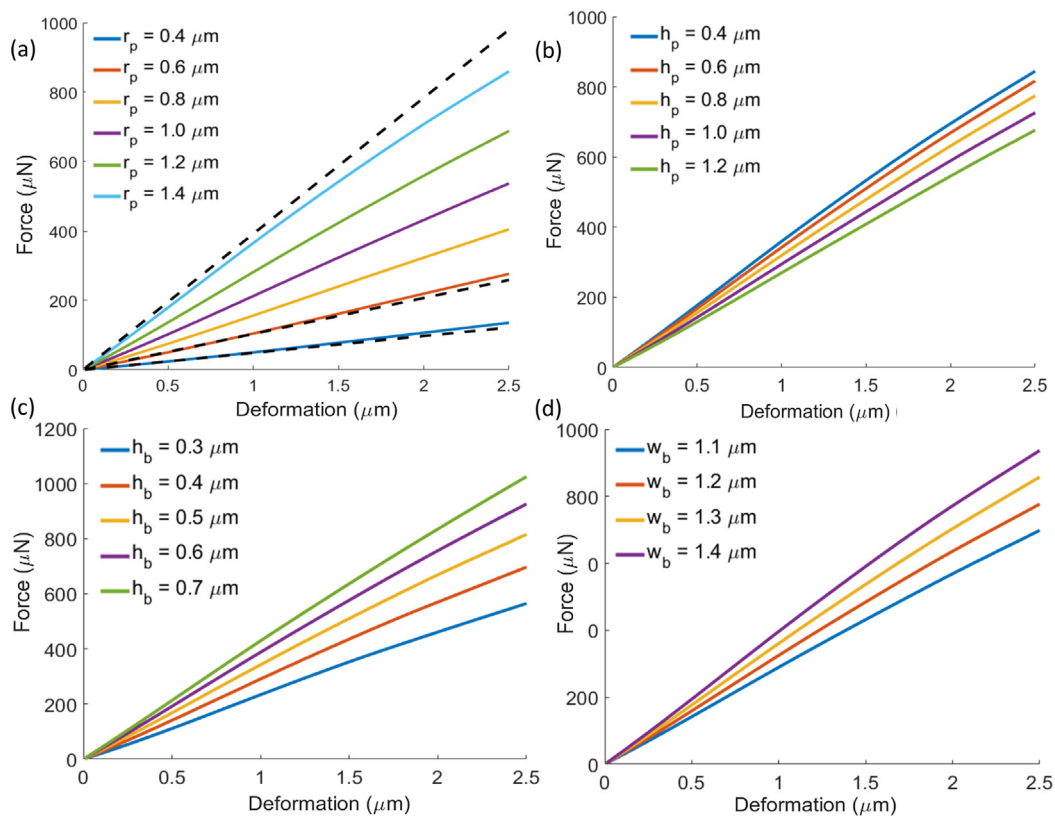 (a)
1000
800
600
400
200
0
Force (μN)
r_p = 0.4 μm
r_p = 0.6 μm
r_p = 0.8 μm
r_p = 1.0 μm
r_p = 1.2 μm
r_p = 1.4 μm
0 0.5 1 1.5 2 2.5
Deformation (μm)
(b)
1000
800
600
400
200
0
Force (μN)
h_p = 0.4 μm
h_p = 0.6 μm
h_p = 0.8 μm
h_p = 1.0 μm
h_p = 1.2 μm
0 0.5 1 1.5 2 2.5
Deformation (μm)
(c)
1200
1000
800
600
400
200
0
Force (μN)
h_b = 0.3 μm
h_b = 0.4 μm
h_b = 0.5 μm
h_b = 0.6 μm
h_b = 0.7 μm
0 0.5 1 1.5 2 2.5
Deformation (μm)
(d)
1000
800
0
0
200
0
Force (μN)
w_b = 1.1 μm
w_b = 1.2 μm
w_b = 1.3 μm
w_b = 1.4 μm
0 0.5 1 1.5 2 2.5
Deformation (μm)